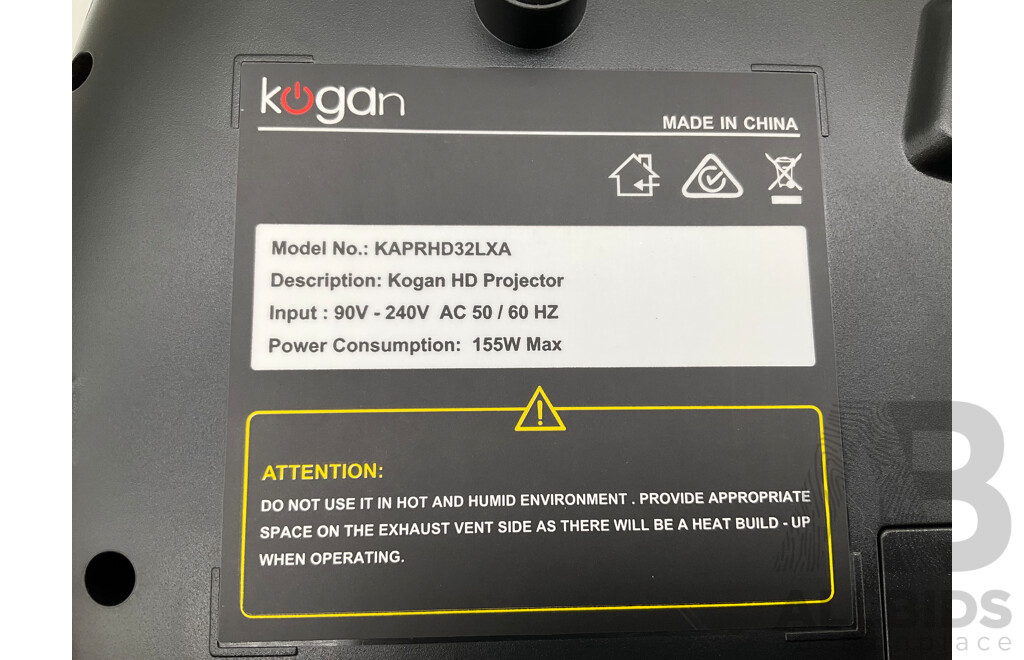 kogan
MADE IN CHINA
Model No.: KAPRHD32LXA
Description: Kogan HD Projector
Input : 90V - 240V AC 50 / 60 HZ
Power Consumption: 155W Max
ATTENTION:
DO NOT USE IT IN HOT AND HUMID ENVIRONMENT . PROVIDE APPROPRIATE
SPACE ON THE EXHAUST VENT SIDE AS THERE WILL BE A HEAT BUILD - UP
WHEN OPERATING.